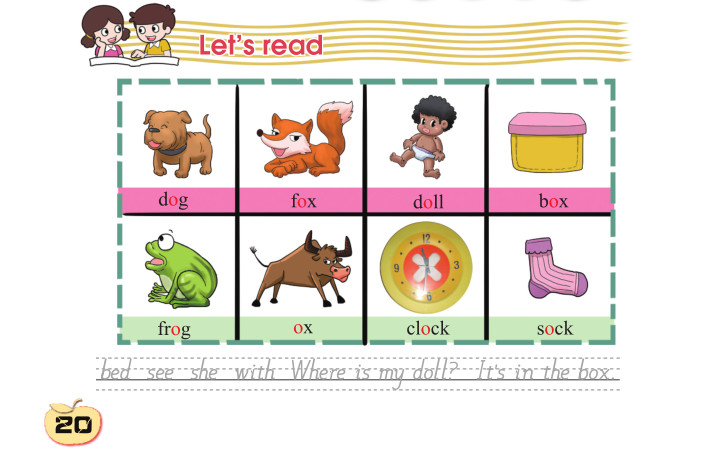 Let's read
dog fox doll box
12
9 3
6
frog ox clock sock
bed see she with Where is my doll? It's in the box.
20